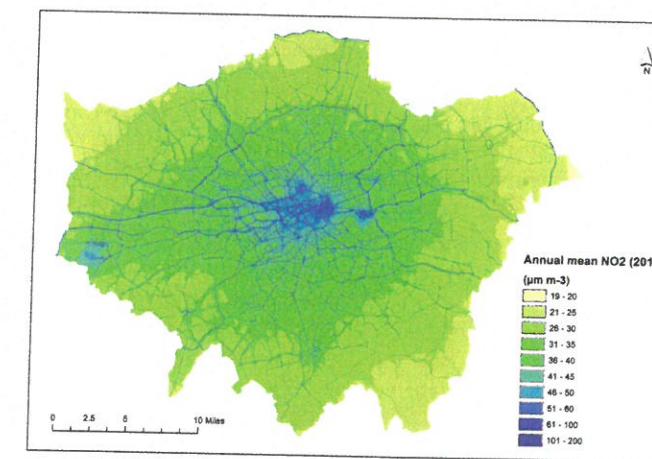 N
Annual mean NO2 (201
(µm m-3)
19 - 20
21 - 25
26 - 30
31 - 35
36 - 40
41 - 45
46 - 50
51 - 60
61 - 100
101 - 200
0 2.5 5 10 Miles